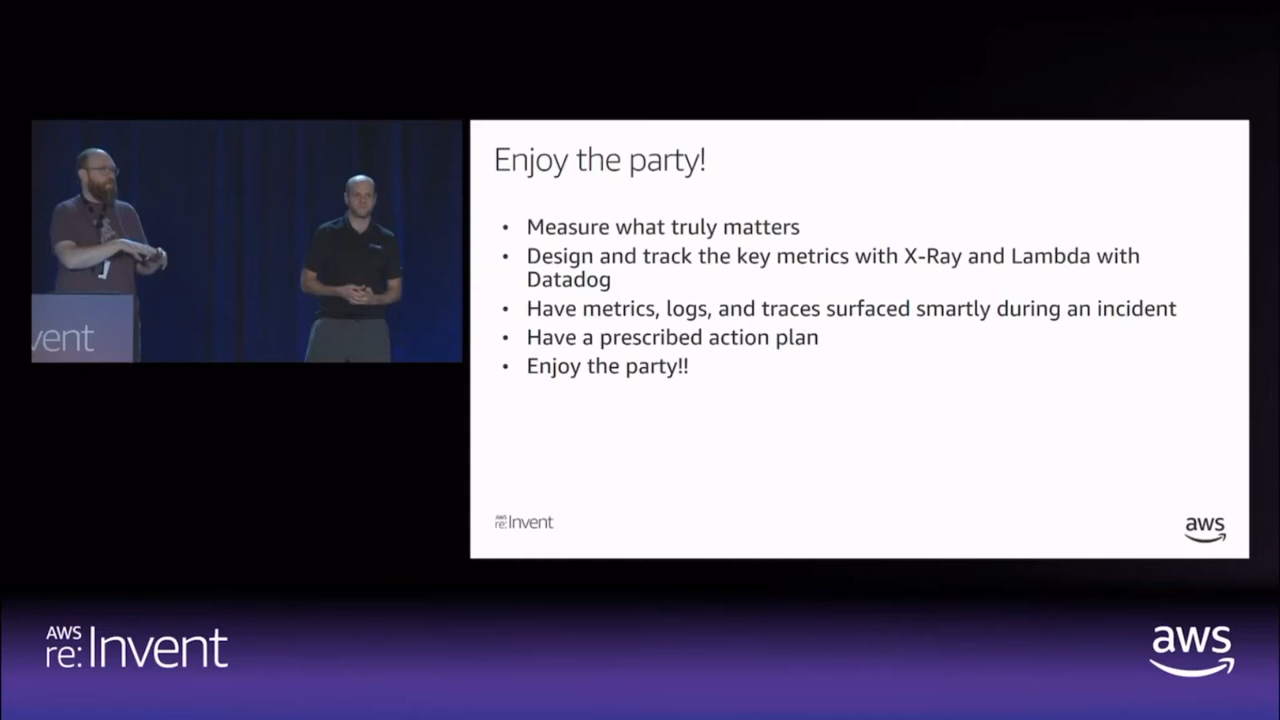 Enjoy the party!
• Measure what truly matters
• Design and track the key metrics with X-Ray and Lambda with
Datadog
• Have metrics, logs, and traces surfaced smartly during an incident
• Have a prescribed action plan
• Enjoy the party!!
vent
AWS
re:Invent
aws
AWS
re:Invent
aws